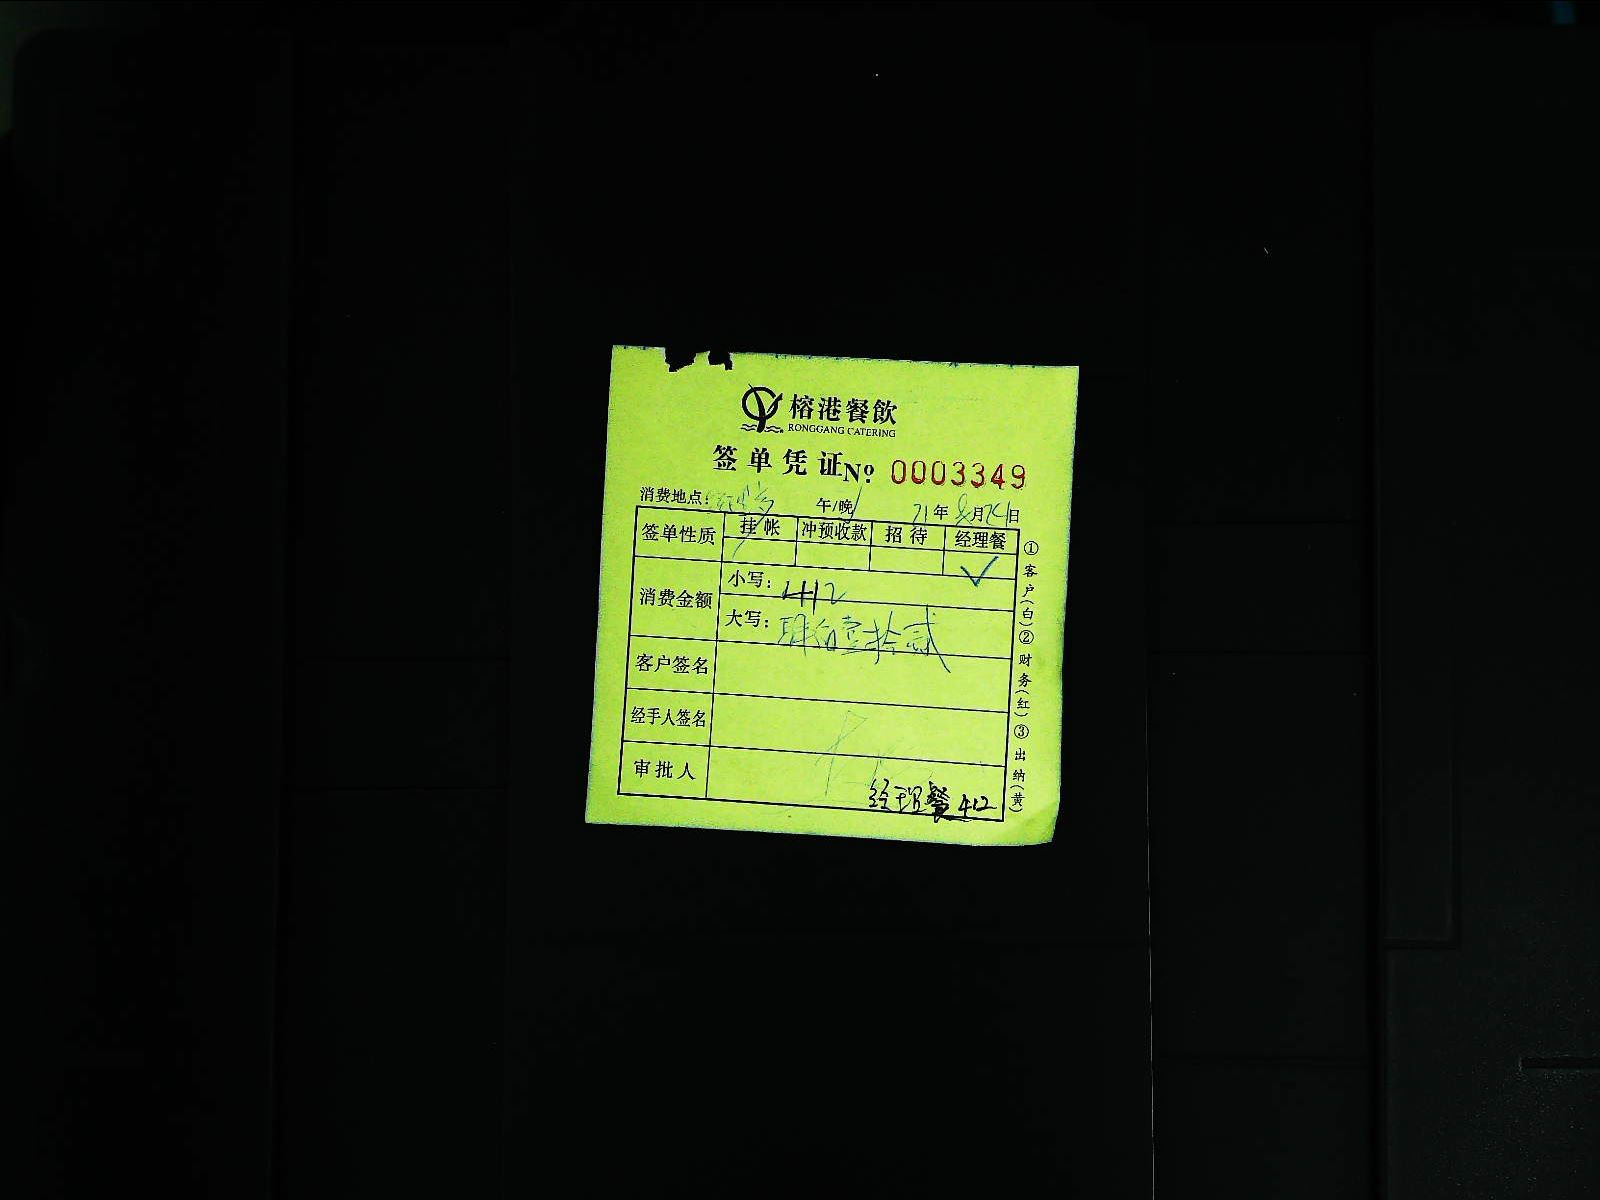 榕港餐飲
RONGGANG CATERING
签单凭证 No: 0003349
消费地点: 午/晚 21年8月24日
签单性质 挂帐 冲预收款 招待 经理餐
✓
消费金额 小写: 412
大写: 肆佰壹拾贰
客户签名
经手人签名
审批人
经理餐 412
①客户(白)②财务(红)③出纳(黄)